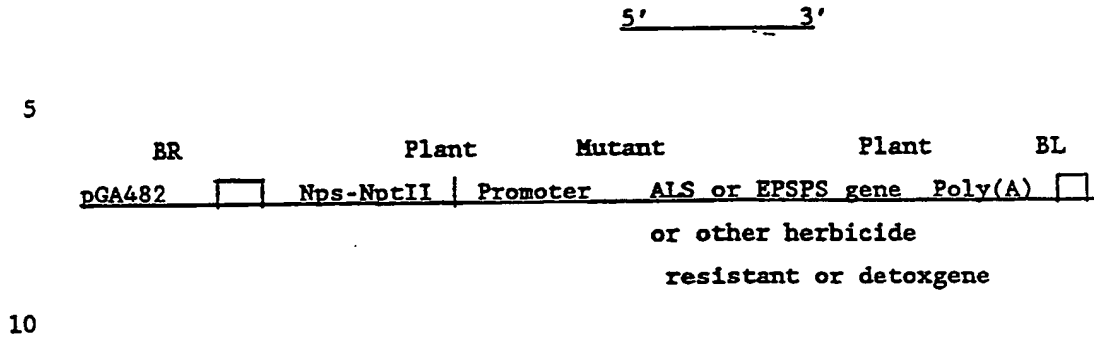 5' 3'
5
BR Plant Mutant Plant BL
pGA482 Nps-NptII Promoter ALS or EPSPS gene Poly(A)
or other herbicide
resistant or detoxgene
10